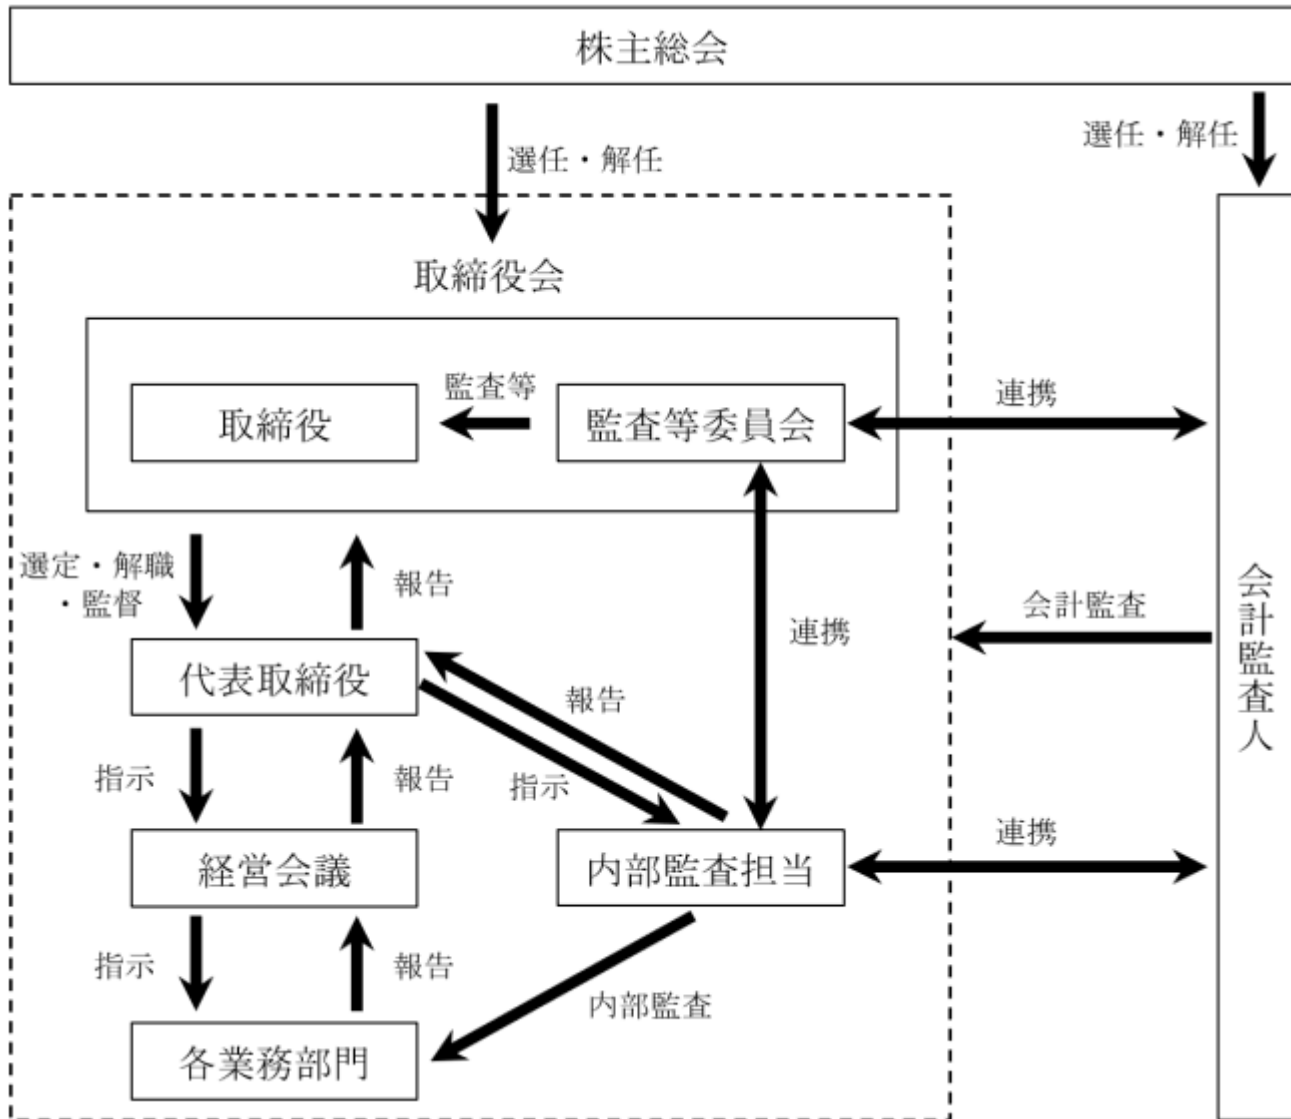 株主総会
選任・解任
選任・解任
取締役会
取締役
監査等
監査等委員会
連携
選定・解職
・監督
報告
連携
会計監査
会計監査人
代表取締役
報告
指示
指示
報告
経営会議
内部監査担当
連携
指示
報告
内部監査
各業務部門